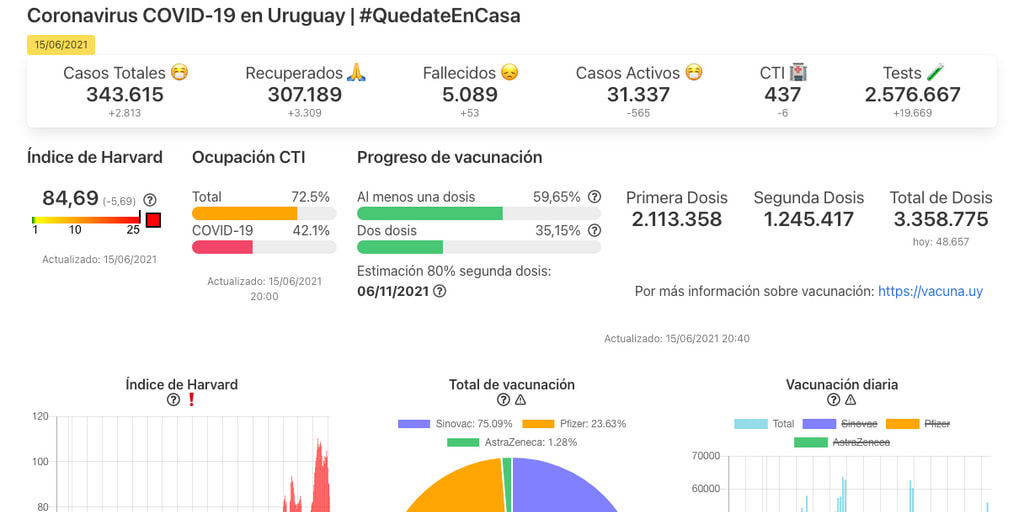 Coronavirus COVID-19 en Uruguay | #QuedateEnCasa
15/06/2021
Casos Totales 😷 Recuperados 🙏 Fallecidos 😞 Casos Activos 😷 CTI 🏥 Tests 🧪
343.615 307.189 5.089 31.337 437 2.576.667
+2.813 +3.309 +53 -565 -6 +19.669
Índice de Harvard Ocupación CTI Progreso de vacunación
84,69 (-5,69)
1 10 25
Actualizado: 15/06/2021
Total 72.5%
COVID-19 42.1%
Actualizado: 15/06/2021
20:00
Al menos una dosis 59,65%
Dos dosis 35,15%
Estimación 80% segunda dosis:
06/11/2021
Primera Dosis Segunda Dosis Total de Dosis
2.113.358 1.245.417 3.358.775
hoy: 48.657
Por más información sobre vacunación: https://vacuna.uy
Actualizado: 15/06/2021 20:40
Índice de Harvard
❗
120
100
80
Total de vacunación
Sinovac: 75.09% Pfizer: 23.63%
AstraZeneca: 1.28%
Vacunación diaria
Total Sinovac Pfizer
AstraZeneca
70000
60000